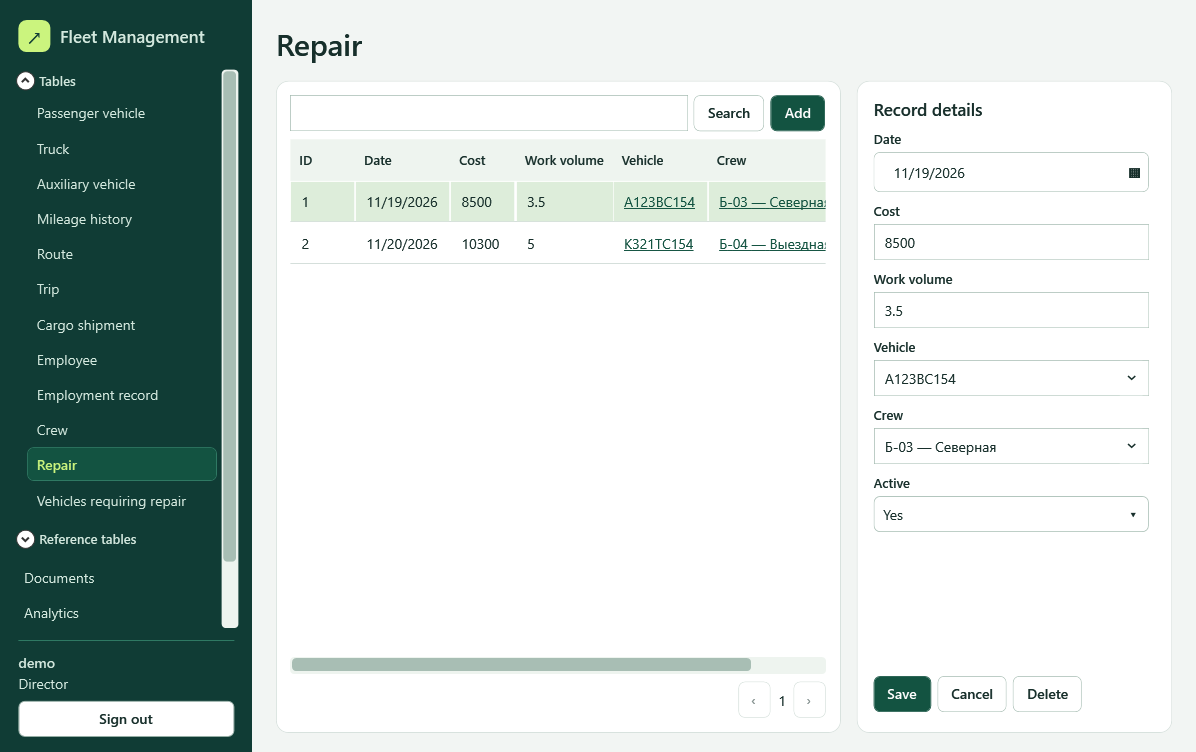 Fleet Management
Tables
Passenger vehicle
Truck
Auxiliary vehicle
Mileage history
Route
Trip
Cargo shipment
Employee
Employment record
Crew
Repair
Vehicles requiring repair
Reference tables
Documents
Analytics
demo
Director
Sign out
Repair
Search Add
ID Date Cost Work volume Vehicle Crew
1 11/19/2026 8500 3.5 А123ВС154 Б-03 — Северная
2 11/20/2026 10300 5 К321ТС154 Б-04 — Выездная
‹ 1 ›
Record details
Date
11/19/2026
Cost
8500
Work volume
3.5
Vehicle
А123ВС154
Crew
Б-03 — Северная
Active
Yes
Save Cancel Delete